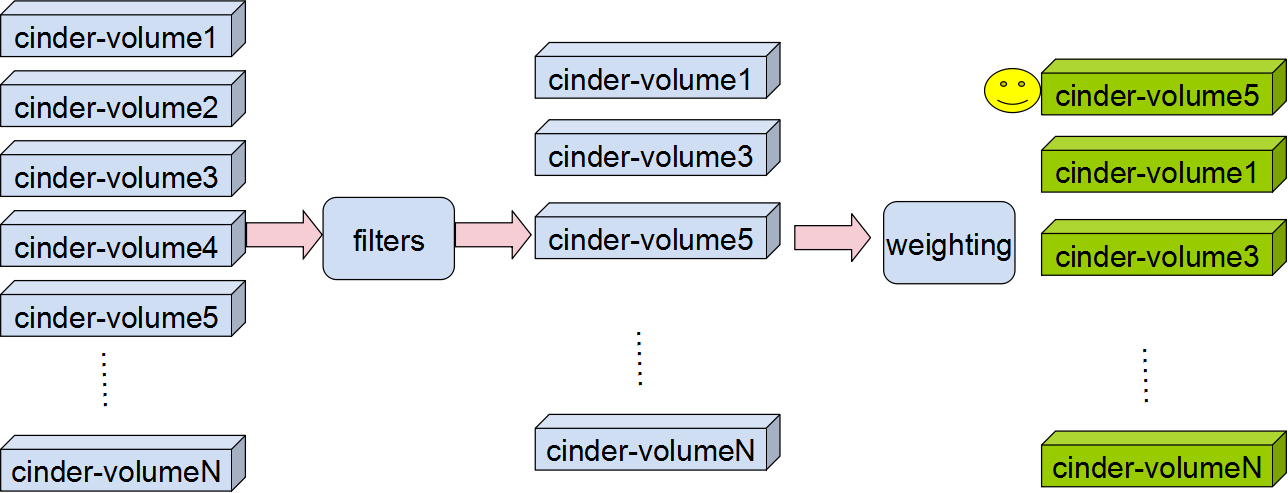 cinder-volume1
cinder-volume2
cinder-volume3
cinder-volume4
cinder-volume5
cinder-volumeN
filters
cinder-volume1
cinder-volume3
cinder-volume5
cinder-volumeN
weighting
cinder-volume5
cinder-volume1
cinder-volume3
cinder-volumeN